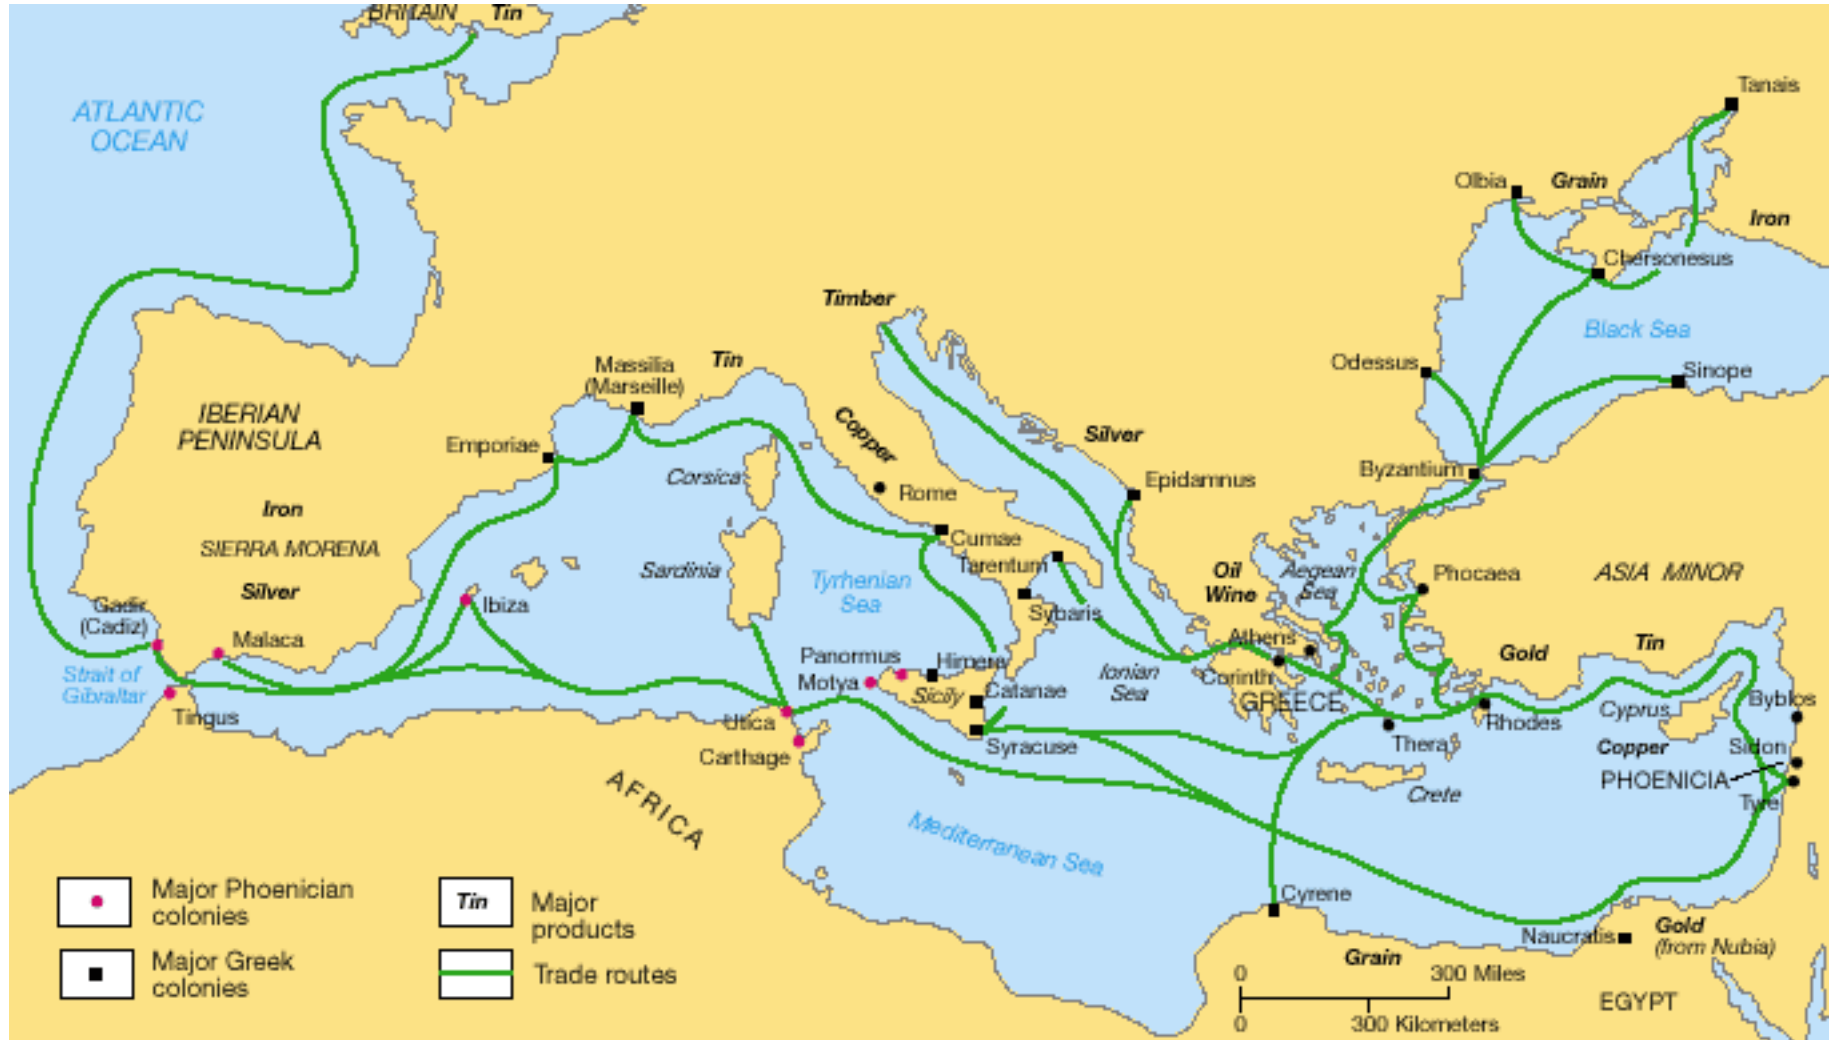 BRITAIN
Tin
ATLANTIC
OCEAN
Tanais
Olbia
Grain
Iron
Chersonesus
Timber
Black Sea
Massilia
(Marseille)
Tin
Odessus
Sinope
IBERIAN
PENINSULA
Copper
Silver
Emporiae
Byzantium
Corsica
Rome
Epidamnus
Iron
SIERRA MORENA
Cumae
Tarentum
Sardinia
Tyrhenian
Sea
Oil
Wine
Aegean
Sea
Phocaea
ASIA MINOR
Silver
Gadir
(Cadiz)
Ibiza
Sybaris
Malaca
Athens
Gold
Tin
Strait of
Gibraltar
Panormus
Himera
Motya
Sicily
Catanae
Ionian
Sea
Corinth
GREECE
Tingus
Utica
Rhodes
Cyprus
Byblos
Carthage
Syracuse
Thera
Copper
Sidon
PHOENICIA
Tyre
Crete
AFRICA
Mediterranean Sea
Cyrene
Naucratis
Gold
(from Nubia)
Grain
EGYPT
Major Phoenician
colonies
Tin
Major
products
Major Greek
colonies
Trade routes
0
300 Miles
0
300 Kilometers